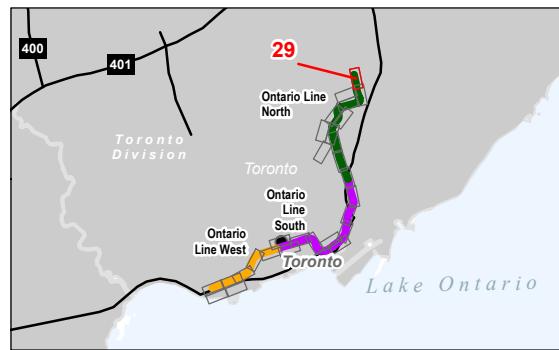 29
400
401
Ontario Line
North
Toronto
Division
Toronto
Ontario
Line
South
Ontario
Line West
Toronto
Lake Ontario